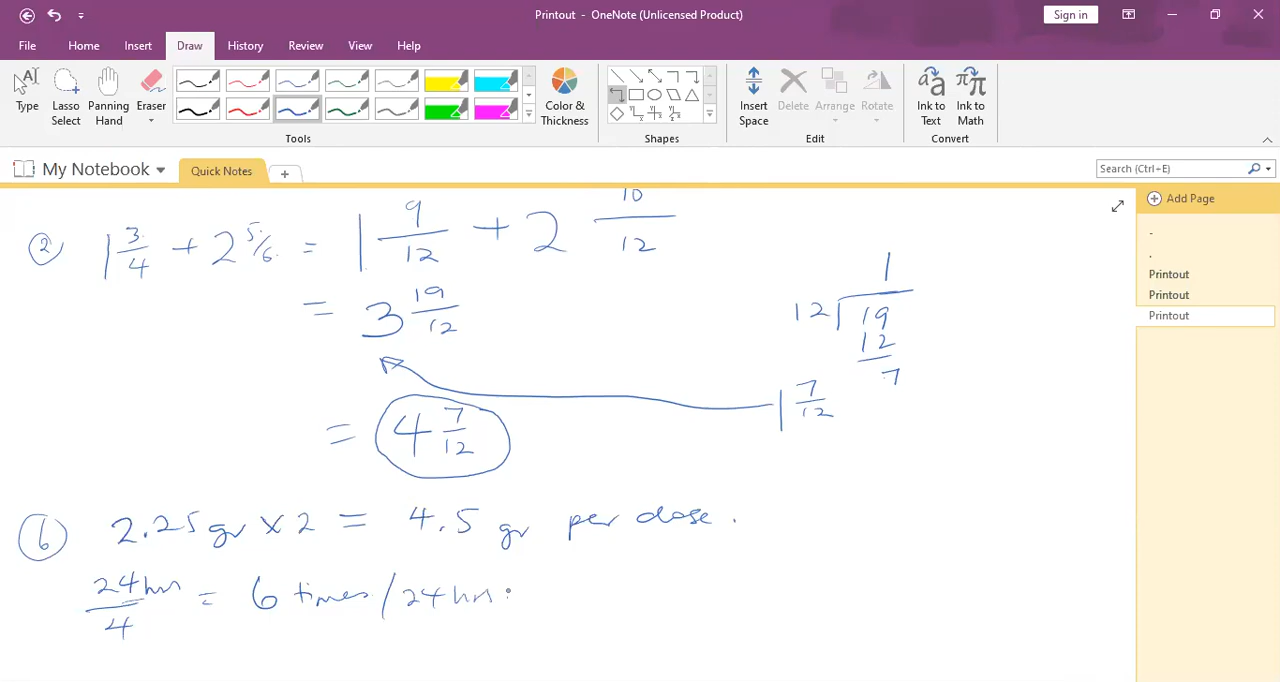 Printout - OneNote (Unlicensed Product)
Sign in
File Home Insert Draw History Review View Help
Type
Lasso Select
Panning Hand
Eraser
Color & Thickness
Insert Space
Delete
Arrange
Rotate
Ink to Text
Ink to Math
Tools Shapes Edit Convert
My Notebook
Quick Notes
Search (Ctrl+E)
Add Page
-
.
Printout
Printout
Printout
② 1 3/4 + 2 5/6 = 1 9/12 + 2 10/12
= 3 19/12
1
12 19
12
7
1 7/12
= 4 7/12
⑥ 2.25 gr × 2 = 4.5 gr per dose.
24 hrs/4 = 6 times/24 hrs